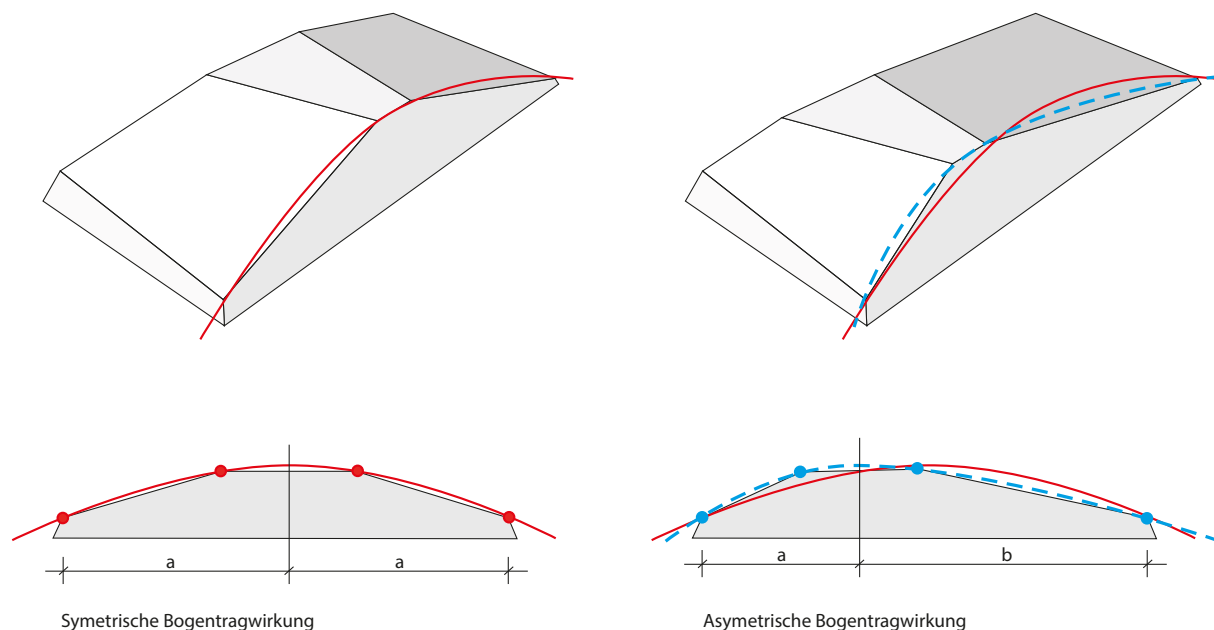 a
a
a
b
Symetrische Bogentragwirkung
Asymetrische Bogentragwirkung